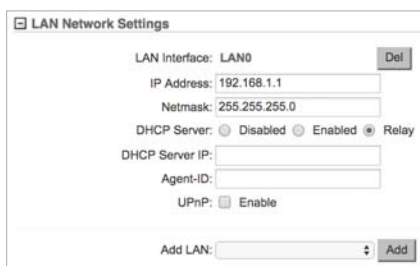 LAN Network Settings
LAN Interface: LAN0 Del
IP Address: 192.168.1.1
Netmask: 255.255.255.0
DHCP Server: Disabled Enabled Relay
DHCP Server IP:
Agent-ID:
UPnP: Enable
Add LAN: Add